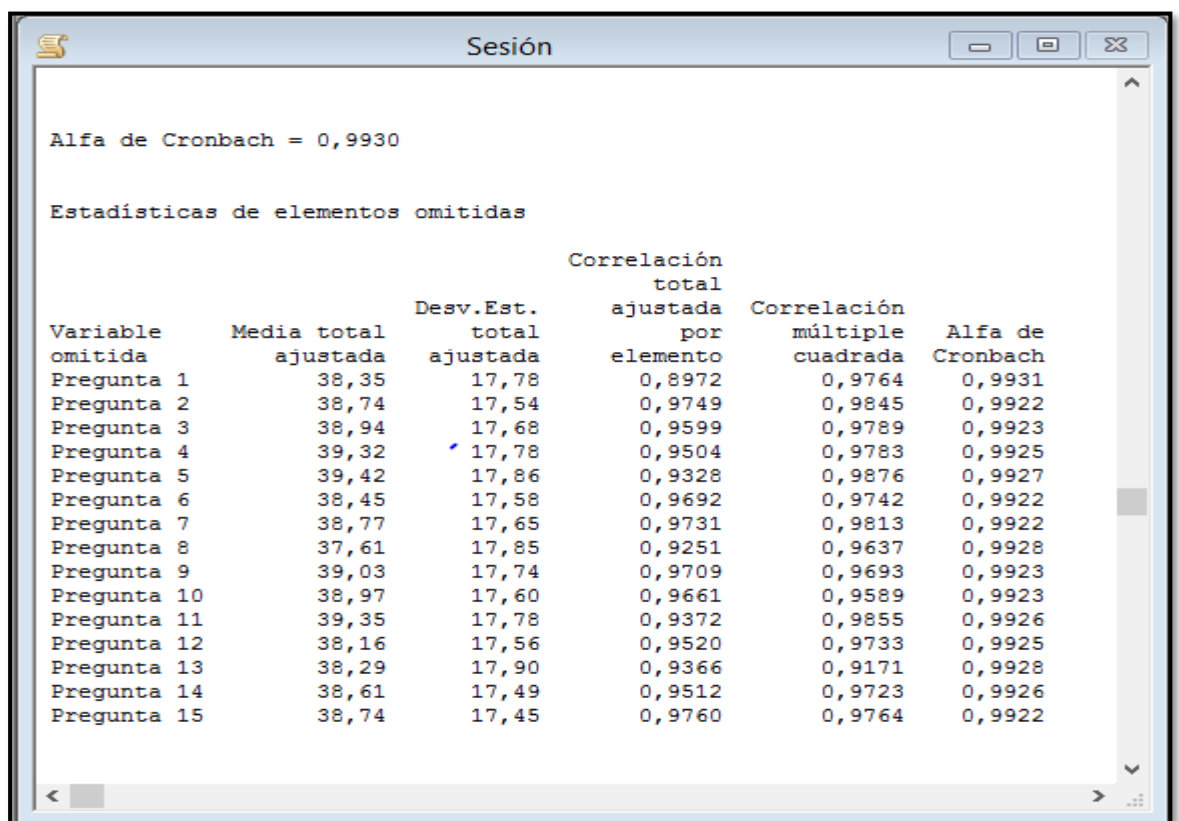 Sesión
Alfa de Cronbach = 0,9930
Estadísticas de elementos omitidas
Correlación
total
Desv.Est. ajustada Correlación
Variable Media total total por múltiple Alfa de
omitida ajustada ajustada elemento cuadrada Cronbach
Pregunta 1 38,35 17,78 0,8972 0,9764 0,9931
Pregunta 2 38,74 17,54 0,9749 0,9845 0,9922
Pregunta 3 38,94 17,68 0,9599 0,9789 0,9923
Pregunta 4 39,32 17,78 0,9504 0,9783 0,9925
Pregunta 5 39,42 17,86 0,9328 0,9876 0,9927
Pregunta 6 38,45 17,58 0,9692 0,9742 0,9922
Pregunta 7 38,77 17,65 0,9731 0,9813 0,9922
Pregunta 8 37,61 17,85 0,9251 0,9637 0,9928
Pregunta 9 39,03 17,74 0,9709 0,9693 0,9923
Pregunta 10 38,97 17,60 0,9661 0,9589 0,9923
Pregunta 11 39,35 17,78 0,9372 0,9855 0,9926
Pregunta 12 38,16 17,56 0,9520 0,9733 0,9925
Pregunta 13 38,29 17,90 0,9366 0,9171 0,9928
Pregunta 14 38,61 17,49 0,9512 0,9723 0,9926
Pregunta 15 38,74 17,45 0,9760 0,9764 0,9922